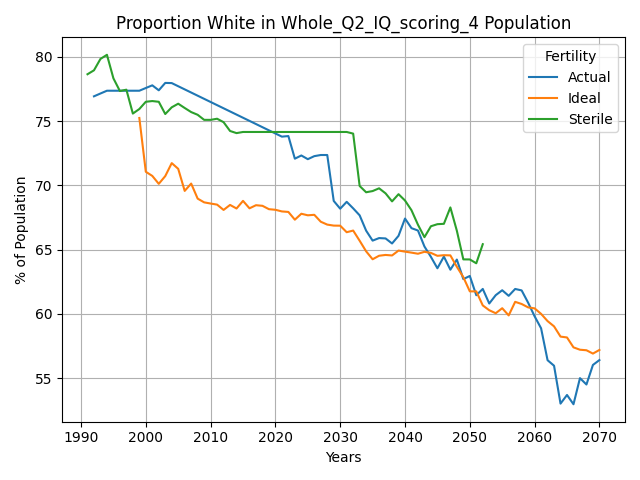 Proportion White in Whole_Q2_IQ_scoring_4 Population
Fertility
Actual
Ideal
Sterile
% of Population
80
75
70
65
60
55
1990 2000 2010 2020 2030 2040 2050 2060 2070
Years